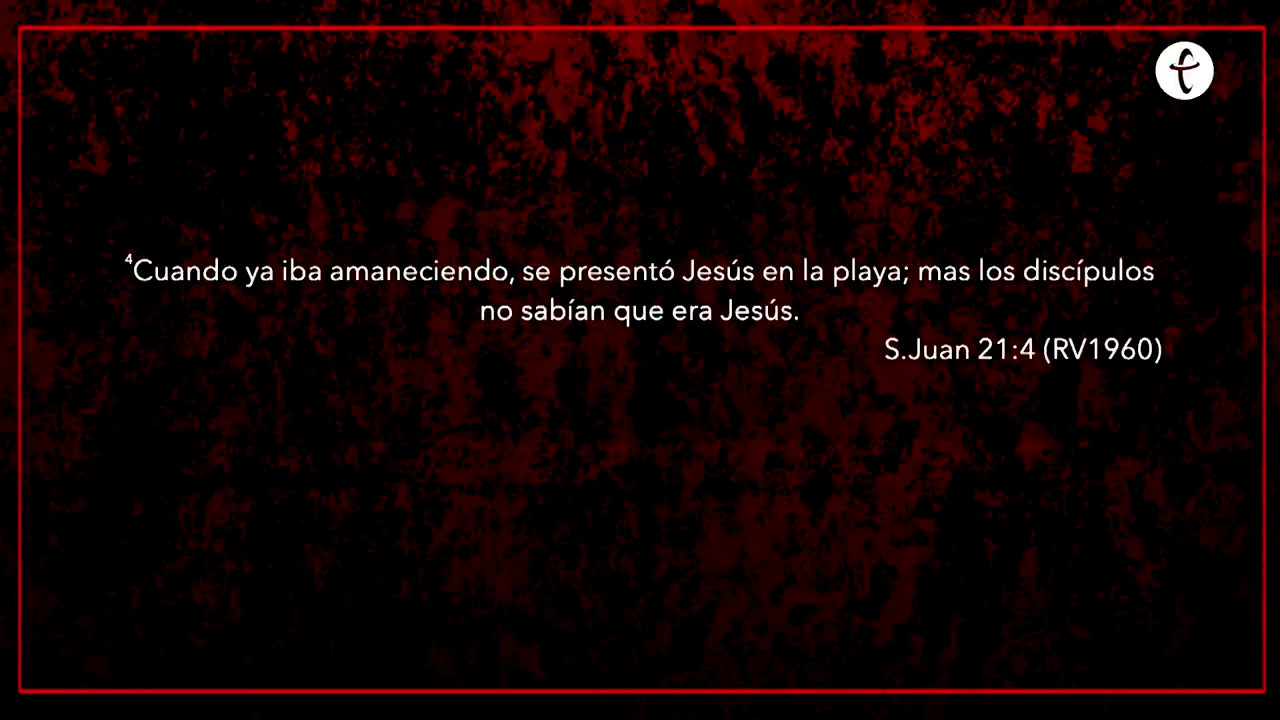 ⁴Cuando ya iba amaneciendo, se presentó Jesús en la playa; mas los discípulos
no sabían que era Jesús.
S.Juan 21:4 (RV1960)